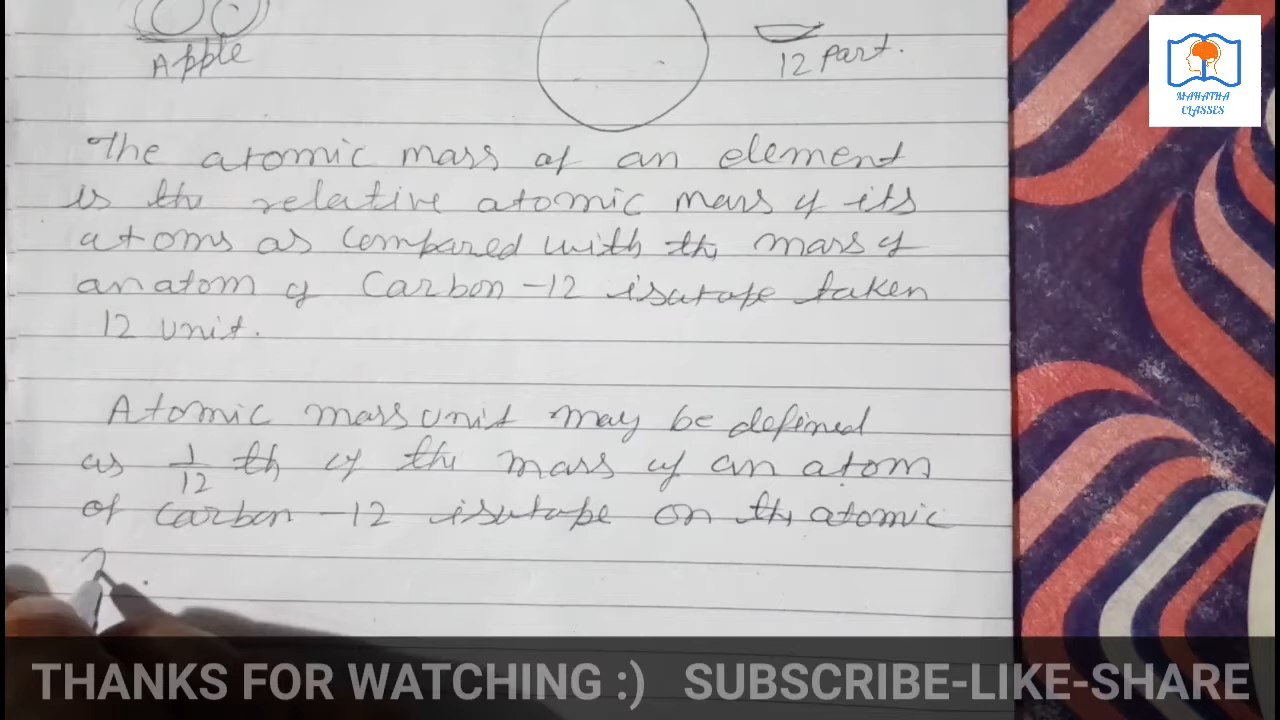 Apple
12 part.
MAHATHA
CLASSES
The atomic mass of an element
is the relative atomic mass of its
atoms as compared with the mass of
an atom of Carbon-12 isotope taken
12 unit.
Atomic mass unit may be defined
as 1/12 th of the mass of an atom
of carbon-12 isotope on the atomic
THANKS FOR WATCHING :) SUBSCRIBE-LIKE-SHARE